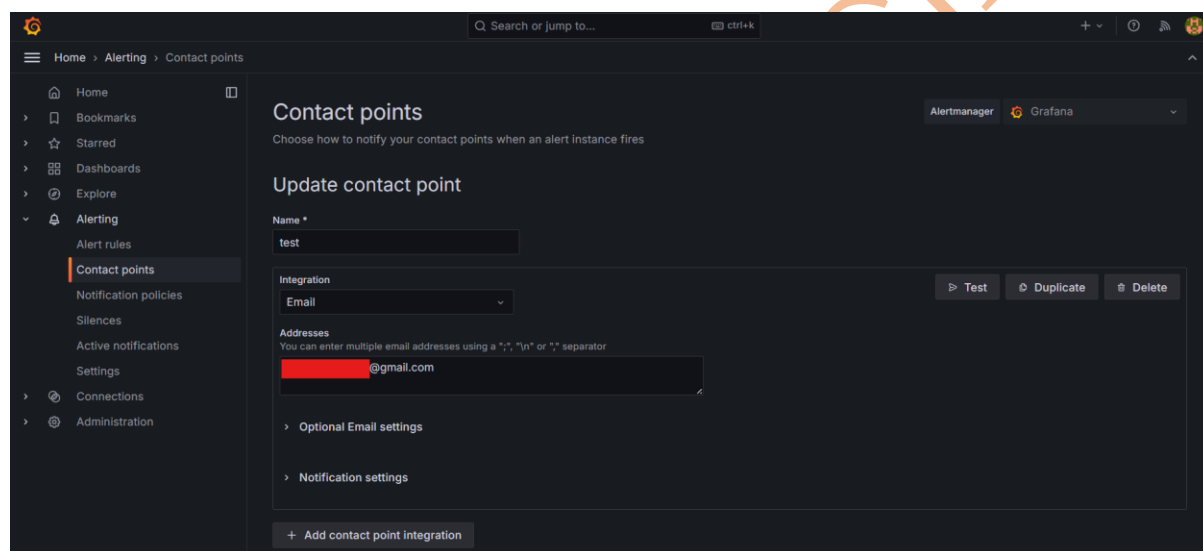 Search or jump to...
ctrl+k
Home > Alerting > Contact points
Home
Bookmarks
Starred
Dashboards
Explore
Alerting
Alert rules
Contact points
Notification policies
Silences
Active notifications
Settings
Connections
Administration
Contact points
Choose how to notify your contact points when an alert instance fires
Alertmanager
Grafana
Update contact point
Name *
test
Integration
Email
Test
Duplicate
Delete
Addresses
You can enter multiple email addresses using a ";", "\n" or "," separator
@gmail.com
Optional Email settings
Notification settings
+ Add contact point integration